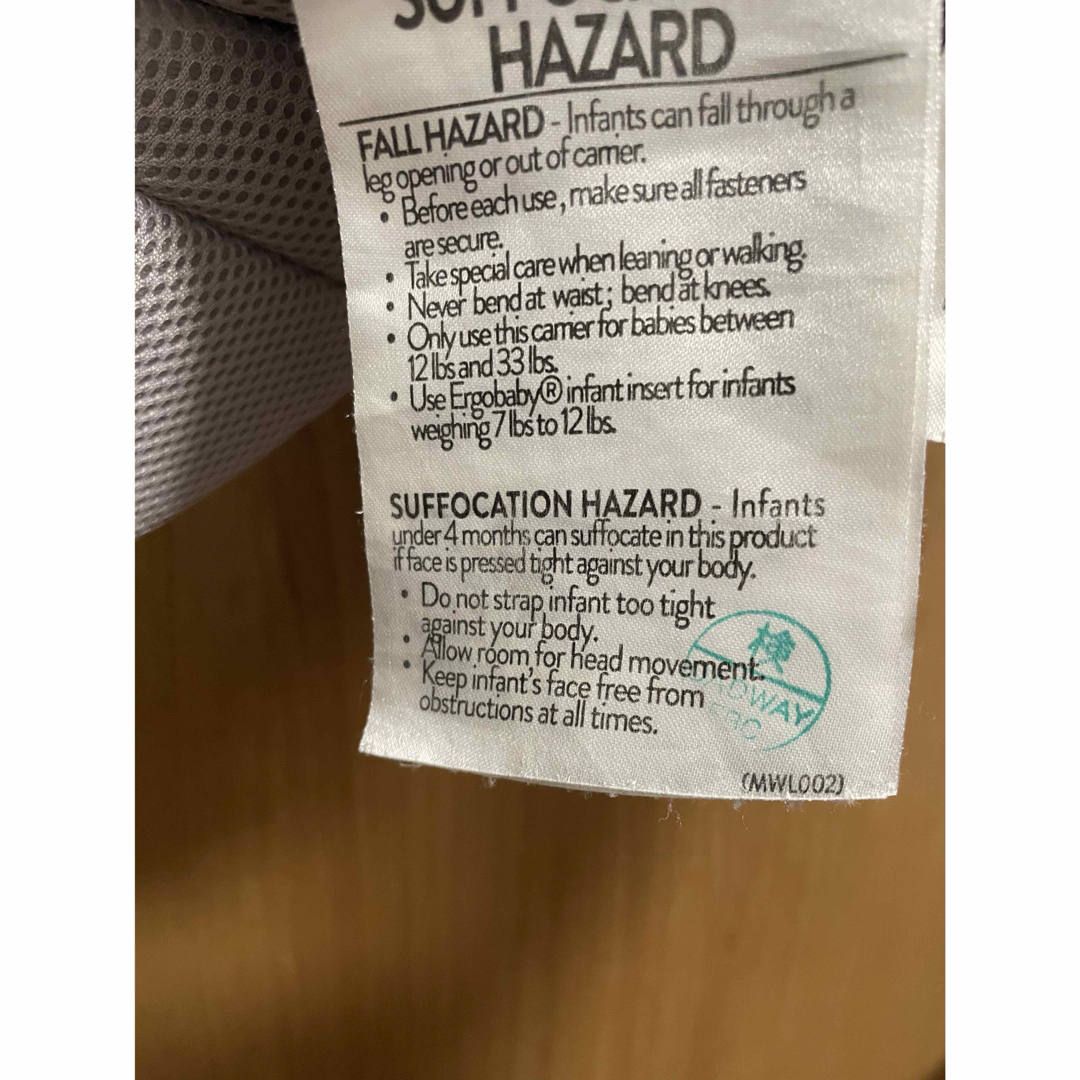 HAZARD
FALL HAZARD - Infants can fall through a
leg opening or out of carrier.
• Before each use, make sure all fasteners
are secure.
• Take special care when leaning or walking.
• Never bend at waist; bend at knees.
• Only use this carrier for babies between
12 lbs and 33 lbs.
• Use Ergobaby® infant insert for infants
weighing 7 lbs to 12 lbs.
SUFFOCATION HAZARD - Infants
under 4 months can suffocate in this product
if face is pressed tight against your body.
• Do not strap infant too tight
against your body.
• Allow room for head movement.
• Keep infant's face free from
obstructions at all times.
検
(MWL002)